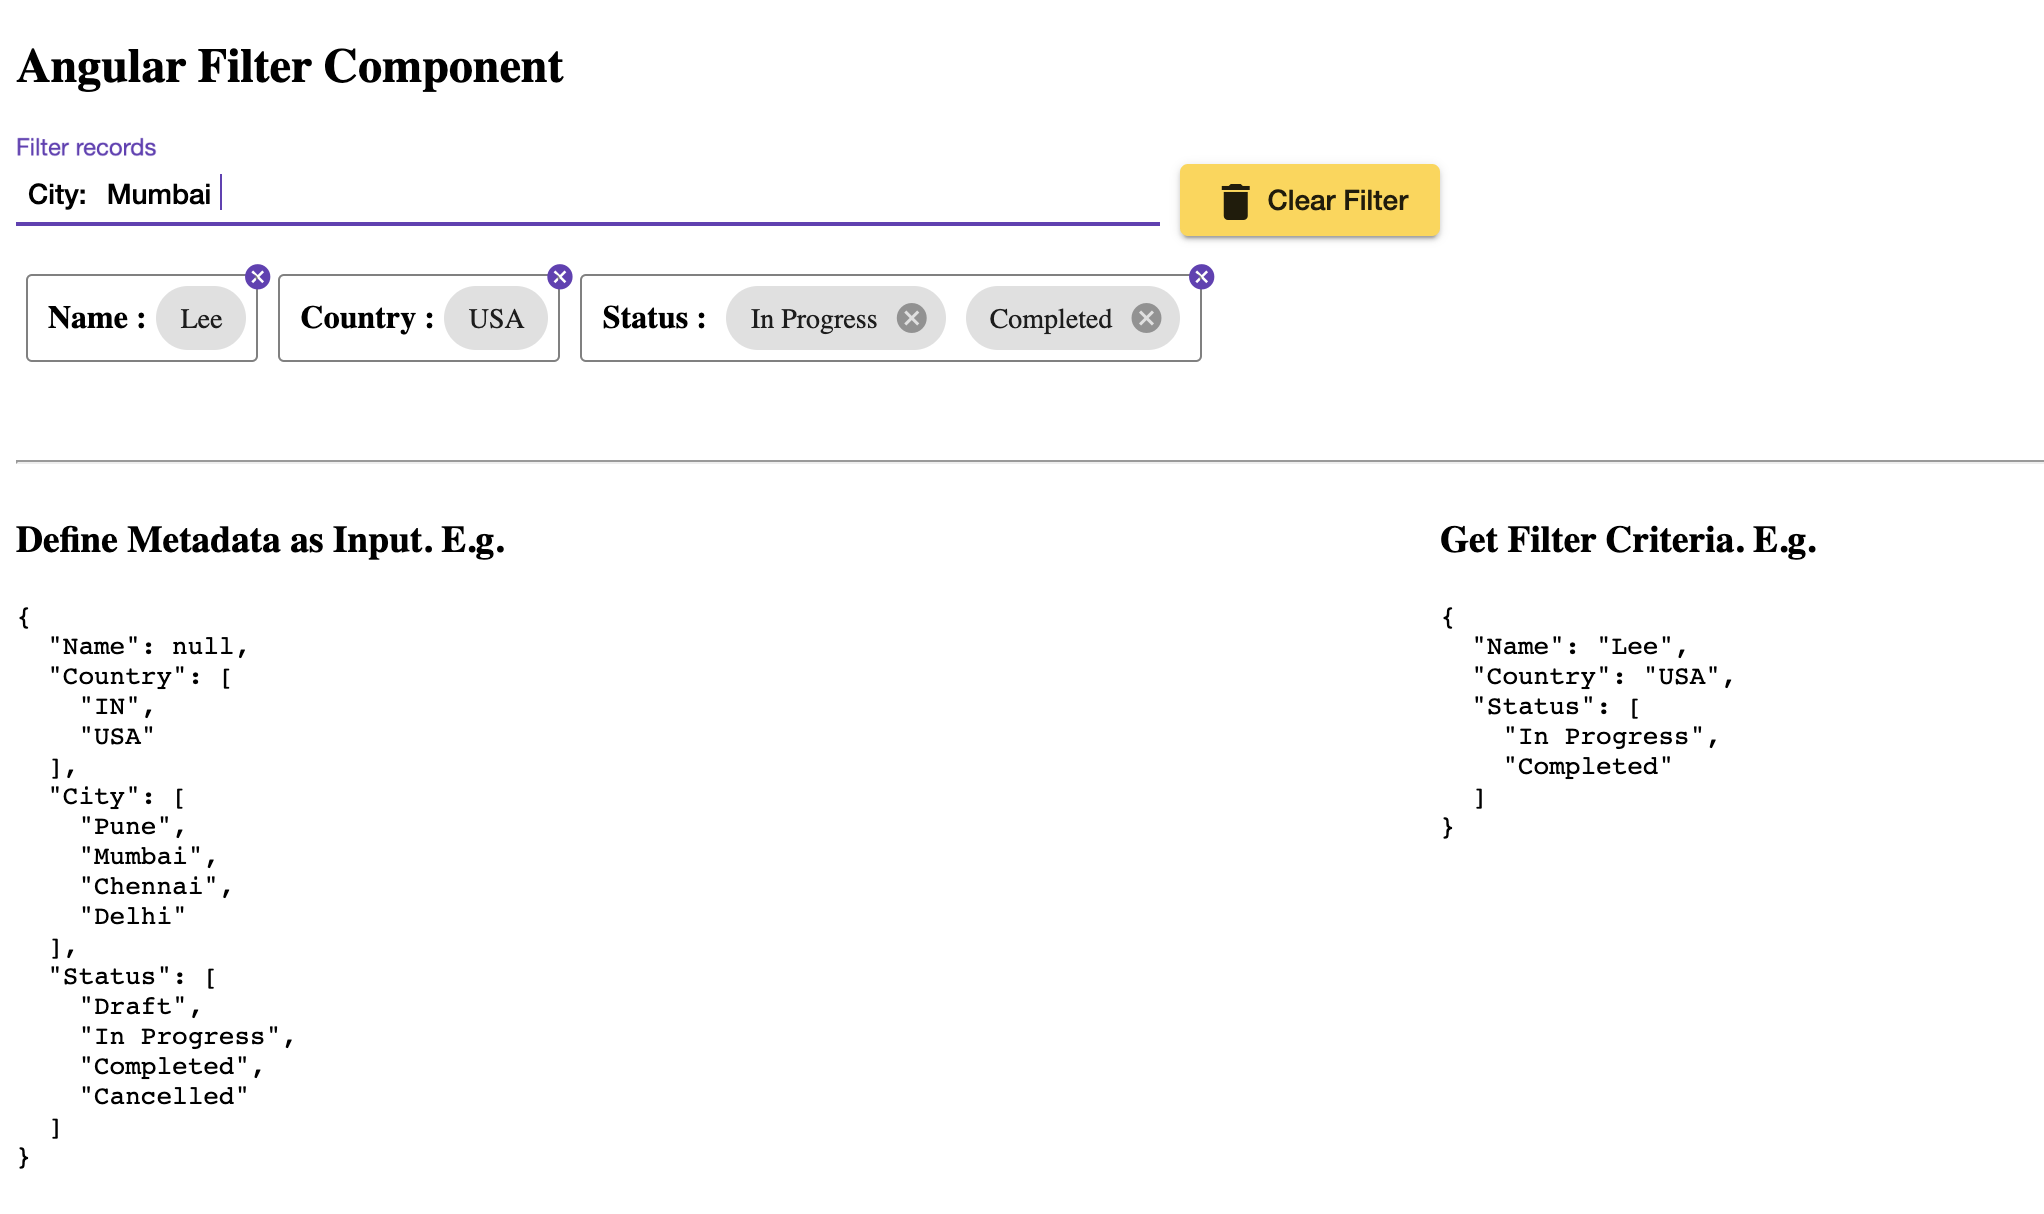 Angular Filter Component
Filter records
City: Mumbai
Clear Filter
Name : Lee
Country : USA
Status : In Progress Completed
Define Metadata as Input. E.g.
{
  "Name": null,
  "Country": [
    "IN",
    "USA"
  ],
  "City": [
    "Pune",
    "Mumbai",
    "Chennai",
    "Delhi"
  ],
  "Status": [
    "Draft",
    "In Progress",
    "Completed",
    "Cancelled"
  ]
}
Get Filter Criteria. E.g.
{
  "Name": "Lee",
  "Country": "USA",
  "Status": [
    "In Progress",
    "Completed"
  ]
}